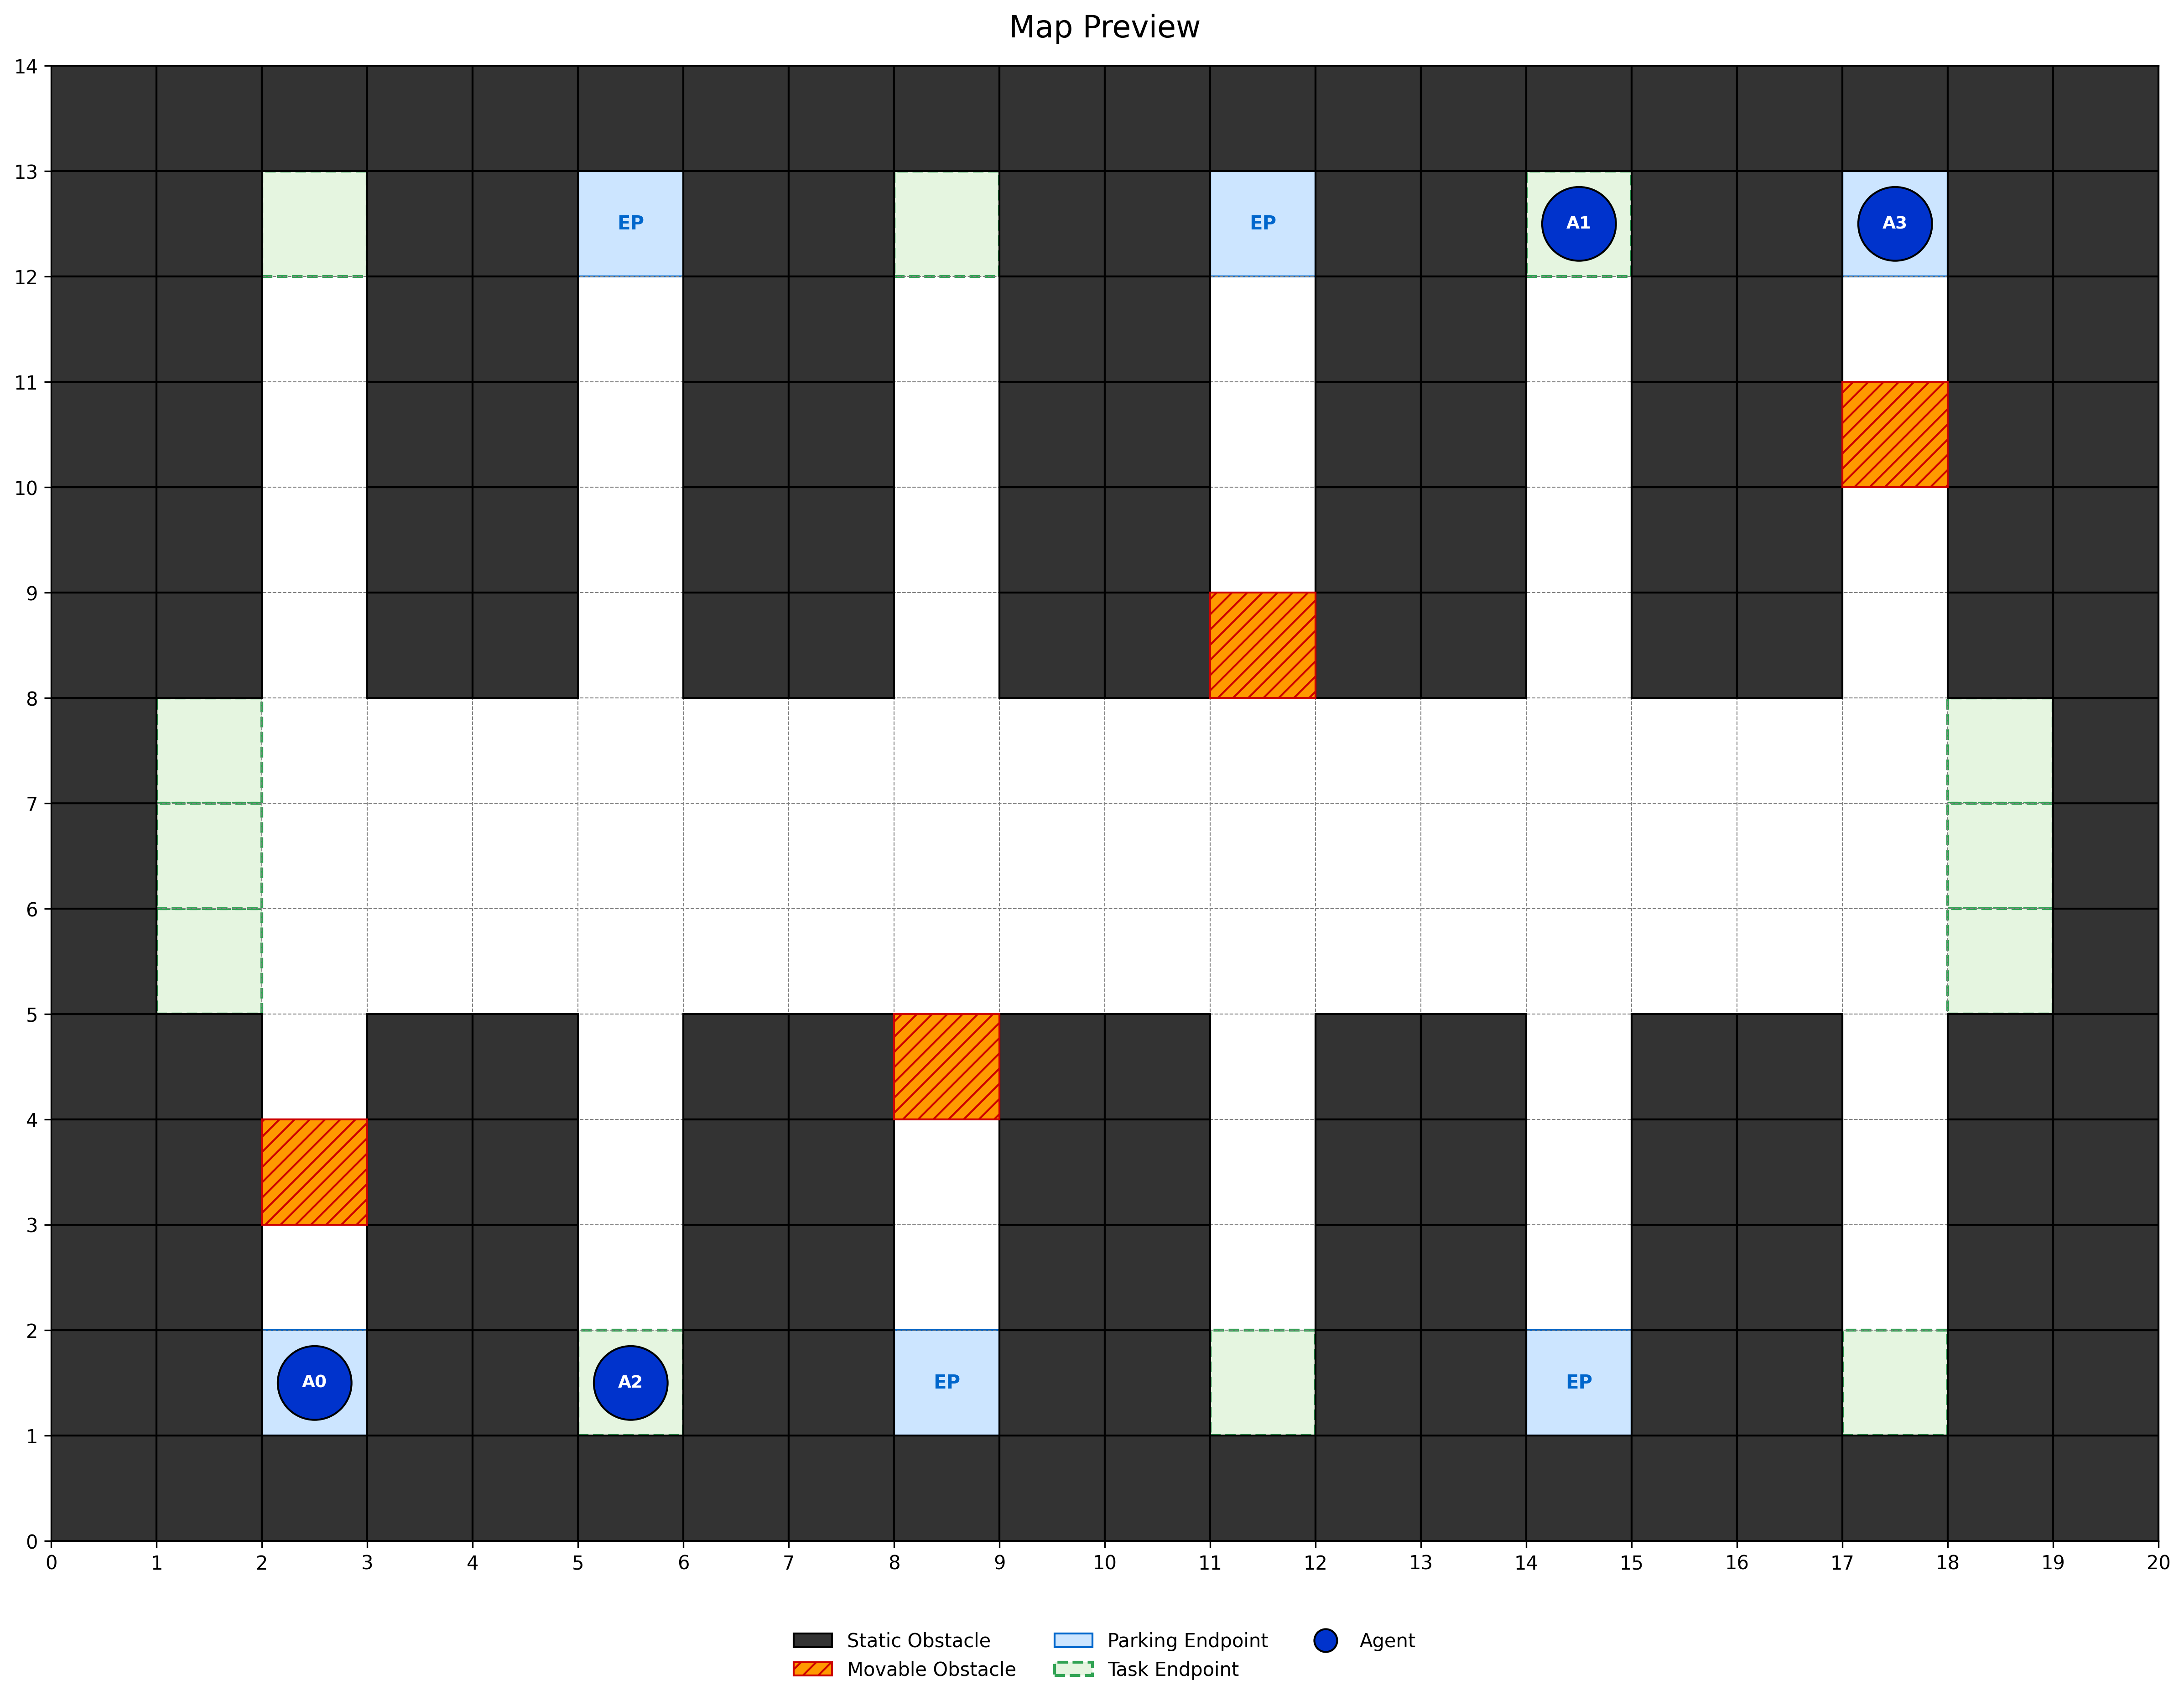 Map Preview
14
13
EP
EP
A1
A3
12
11
10
9
8
7
6
5
4
3
2
A0
A2
EP
EP
1
0
0 1 2 3 4 5 6 7 8 9 10 11 12 13 14 15 16 17 18 19 20
Static Obstacle
Movable Obstacle
Parking Endpoint
Task Endpoint
Agent